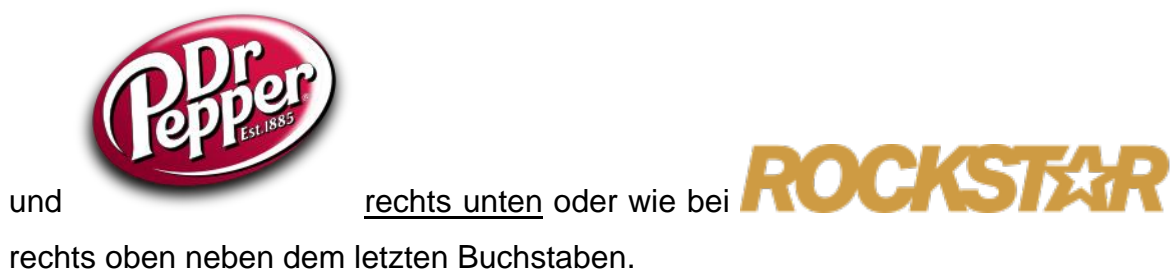 Dr
Pepper
Est.1885
und rechts unten oder wie bei ROCKSTAR
rechts oben neben dem letzten Buchstaben.